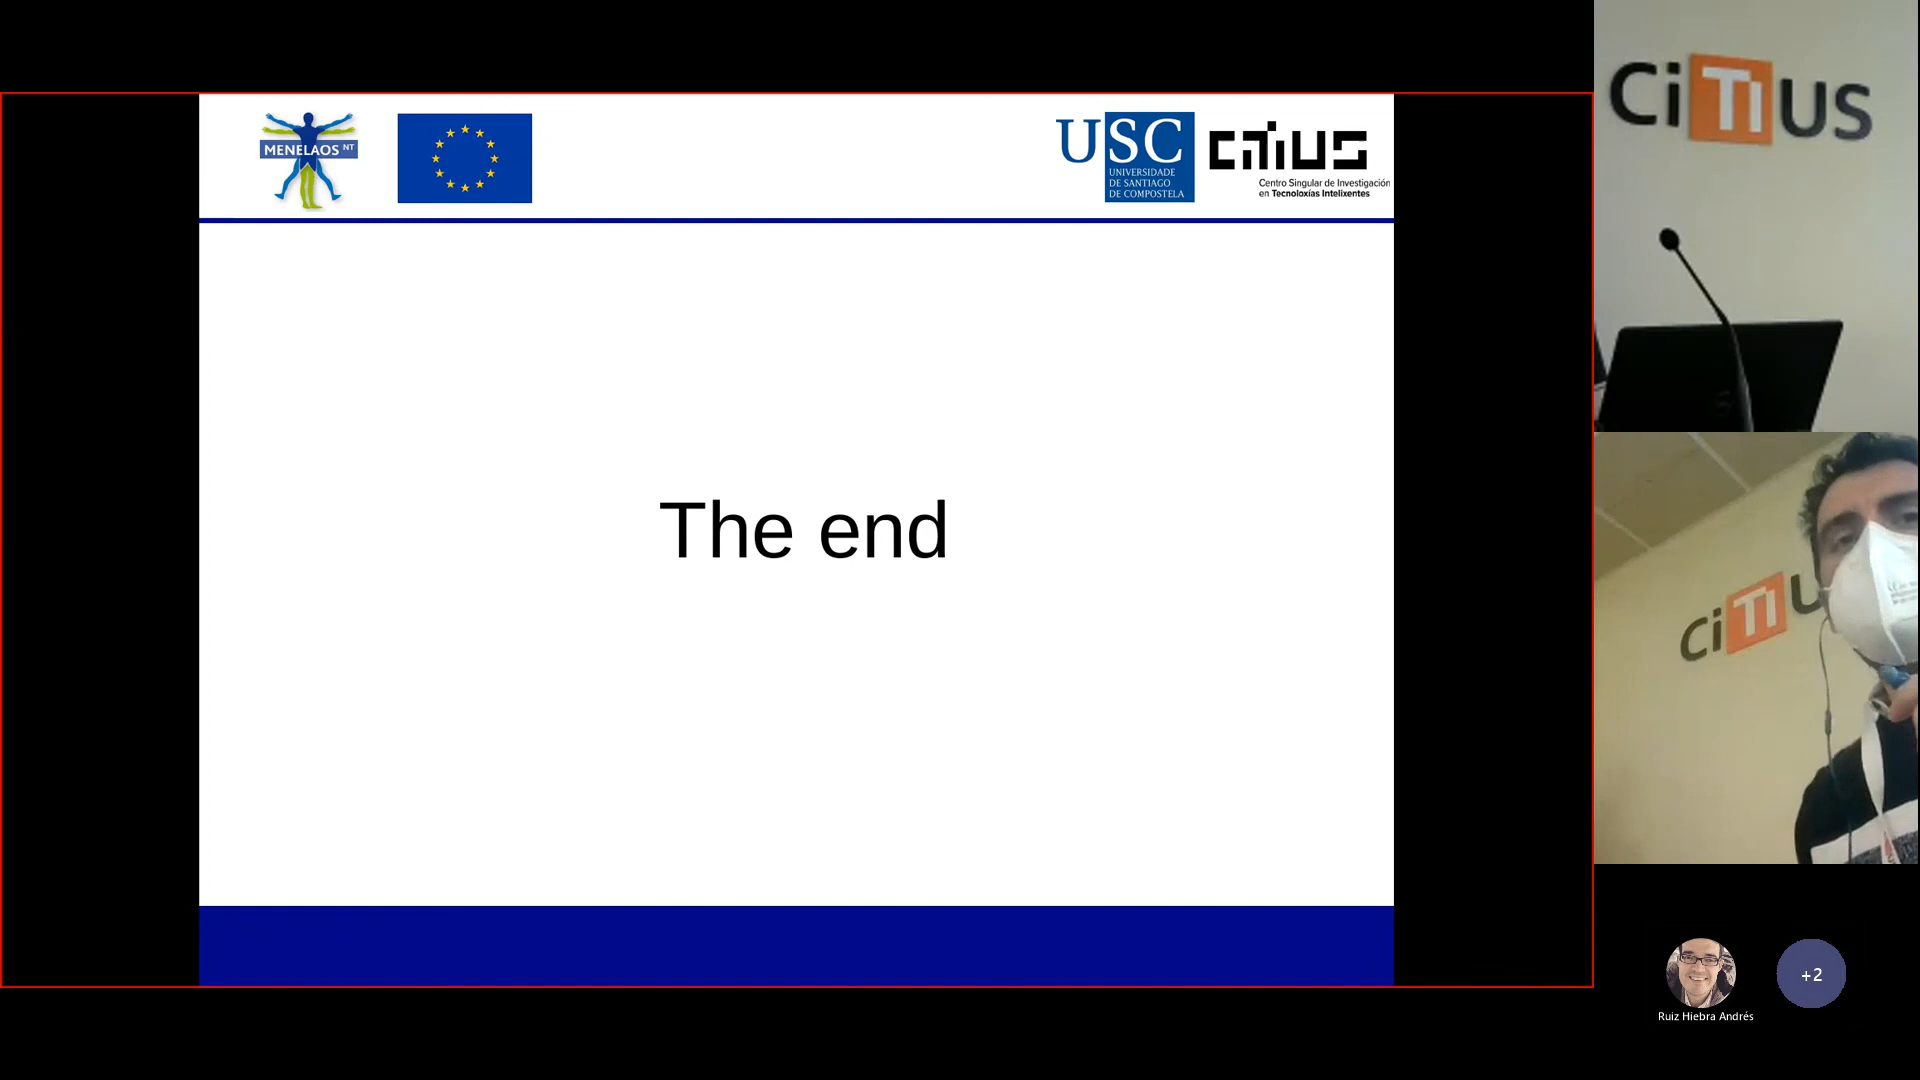 MENELAOS NT
USC
UNIVERSIDADE
DE SANTIAGO
DE COMPOSTELA
CiTIUS
Centro Singular de Investigación
en Tecnoloxías Intelixentes
The end
CiTIUS
CiTIU
Ruiz Hiebra Andrés
+2